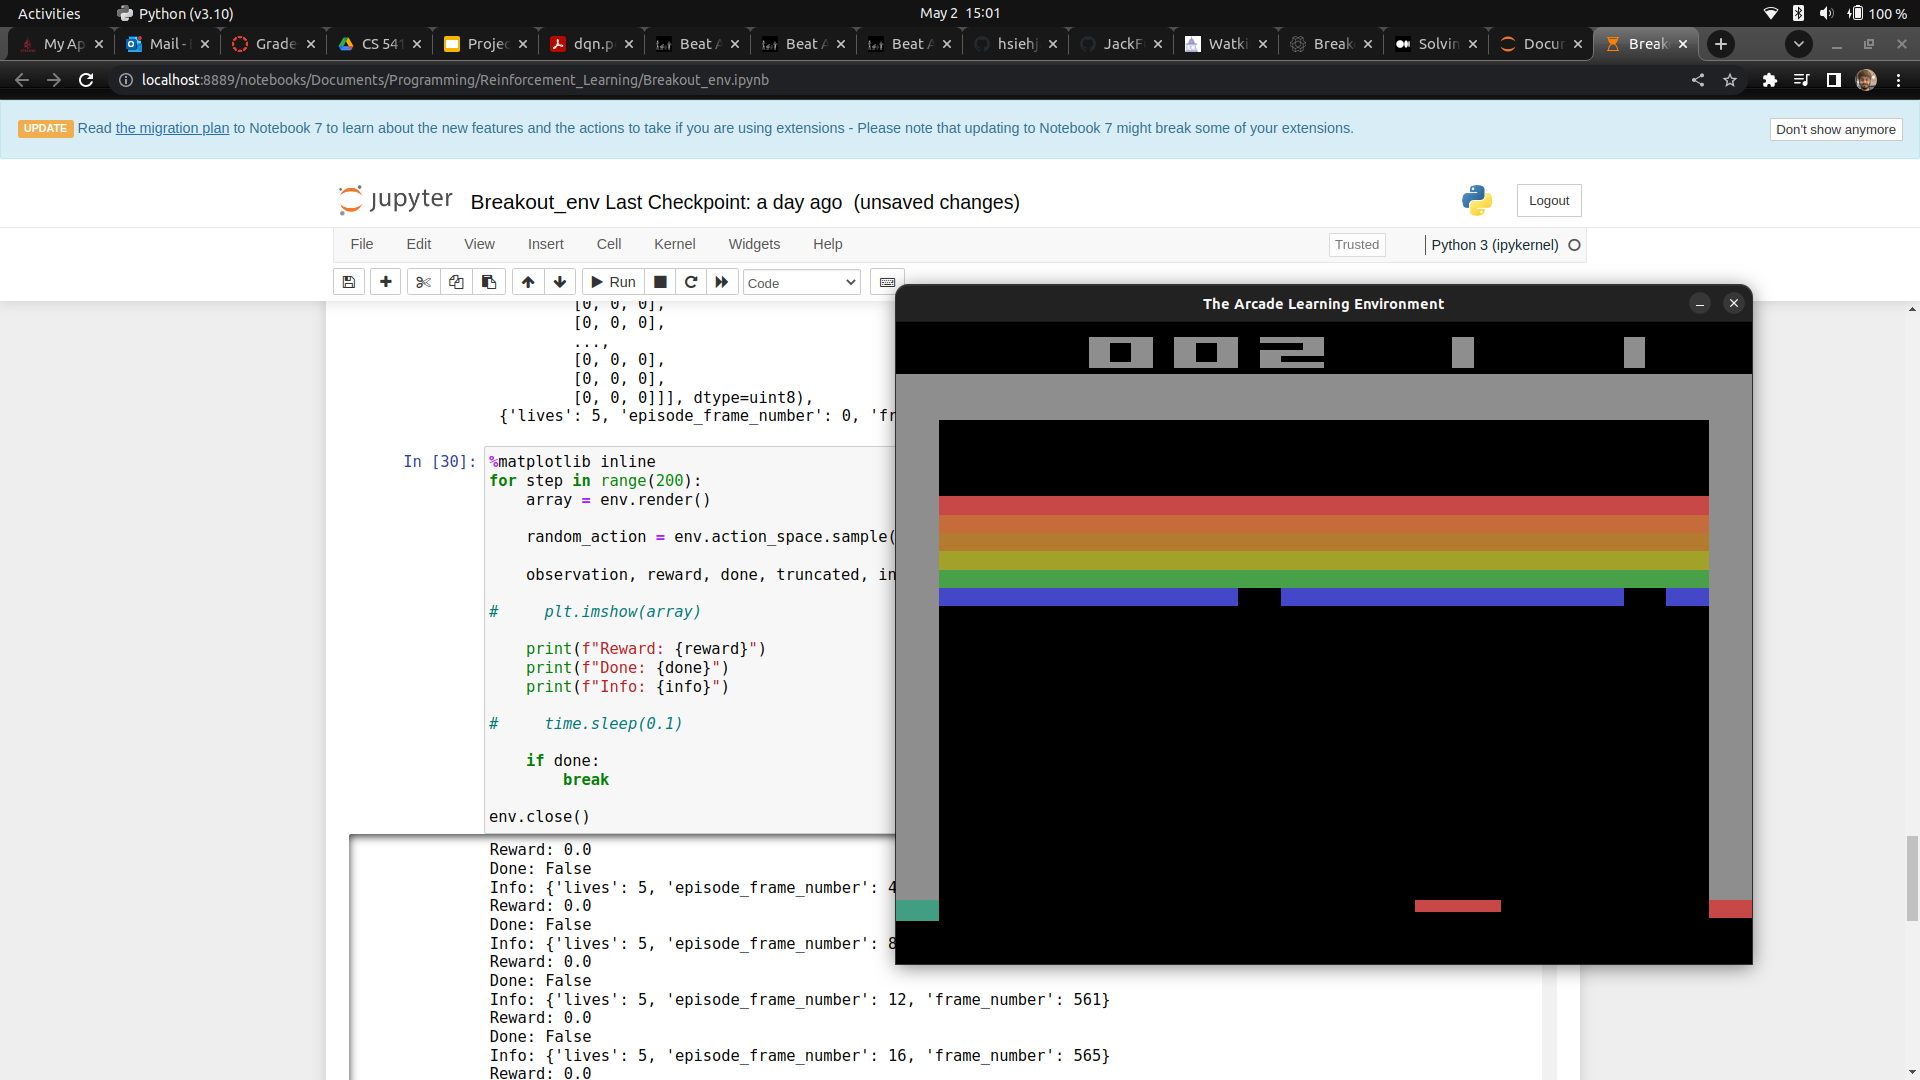 Activities
Python (v3.10)
May 2 15:01
100 %
My Ap
Mail -
Grade
CS 541
Projec
dqn.p
Beat A
Beat A
Beat A
hsiehj
JackF
Watki
Break
Solvin
Docur
Break
localhost:8889/notebooks/Documents/Programming/Reinforcement_Learning/Breakout_env.ipynb
UPDATE Read the migration plan to Notebook 7 to learn about the new features and the actions to take if you are using extensions - Please note that updating to Notebook 7 might break some of your extensions.
Don't show anymore
jupyter Breakout_env Last Checkpoint: a day ago (unsaved changes)
Logout
File Edit View Insert Cell Kernel Widgets Help
Trusted
Python 3 (ipykernel)
Run
Code
[0, 0, 0],
[0, 0, 0],
...,
[0, 0, 0],
[0, 0, 0],
[0, 0, 0]]], dtype=uint8),
{'lives': 5, 'episode_frame_number': 0, 'fr
In [30]:
%matplotlib inline
for step in range(200):
array = env.render()
random_action = env.action_space.sample(
observation, reward, done, truncated, in
# plt.imshow(array)
print(f"Reward: {reward}")
print(f"Done: {done}")
print(f"Info: {info}")
# time.sleep(0.1)
if done:
break
env.close()
Reward: 0.0
Done: False
Info: {'lives': 5, 'episode_frame_number': 4
Reward: 0.0
Done: False
Info: {'lives': 5, 'episode_frame_number': 8
Reward: 0.0
Done: False
Info: {'lives': 5, 'episode_frame_number': 12, 'frame_number': 561}
Reward: 0.0
Done: False
Info: {'lives': 5, 'episode_frame_number': 16, 'frame_number': 565}
Reward: 0.0
The Arcade Learning Environment
002 1 1